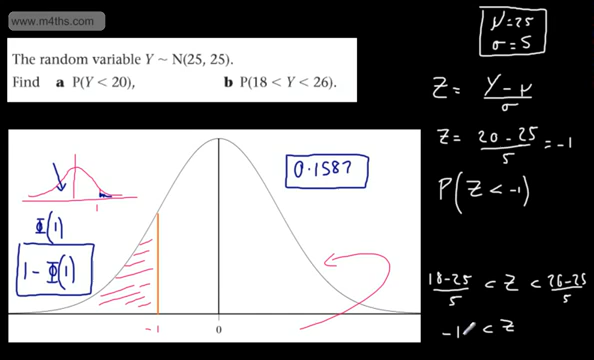 www.m4ths.com
The random variable Y ~ N(25, 25).
Find a P(Y < 20), b P(18 < Y < 26).
μ=25
σ=5
Z = (Y-μ)/σ
Z = (20-25)/5 = -1
P(Z < -1)
(18-25)/5 < Z < (26-25)/5
-1 < Z
0.1587
1
Φ(1)
1 - Φ(1)
-1
0